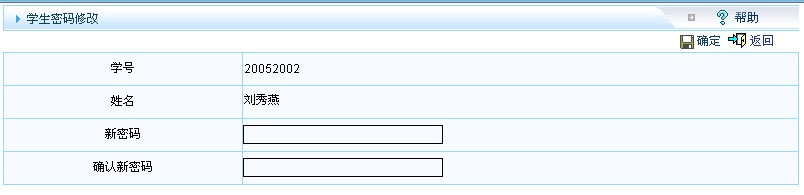 学生密码修改 帮助
确定 返回
学号 20052002
姓名 刘秀燕
新密码
确认新密码